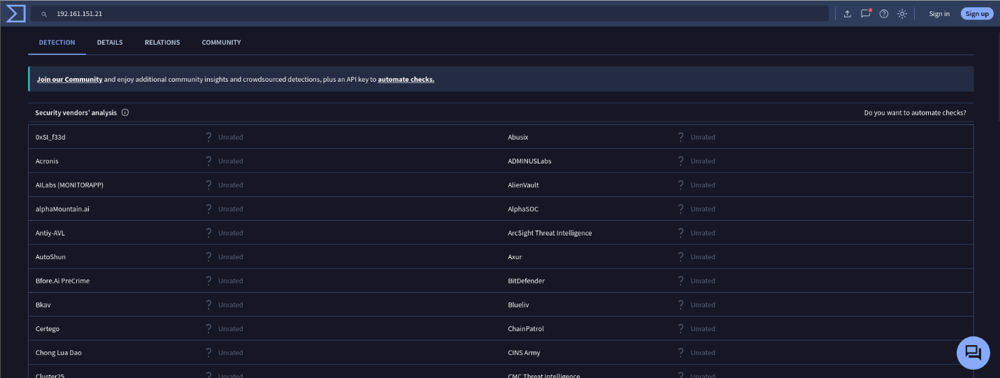 192.161.151.21
Sign in
Sign up
DETECTION DETAILS RELATIONS COMMUNITY
Join our Community and enjoy additional community insights and crowdsourced detections, plus an API key to automate checks.
Security vendors' analysis Do you want to automate checks?
0xSI_f33d ? Unrated Abusix ? Unrated
Acronis ? Unrated ADMINUSLabs ? Unrated
AILabs (MONITORAPP) ? Unrated AlienVault ? Unrated
alphaMountain.ai ? Unrated AlphaSOC ? Unrated
Antiy-AVL ? Unrated ArcSight Threat Intelligence ? Unrated
AutoShun ? Unrated Axur ? Unrated
Bfore.Ai PreCrime ? Unrated BitDefender ? Unrated
Bkav ? Unrated Blueliv ? Unrated
Certego ? Unrated ChainPatrol ? Unrated
Chong Lua Dao ? Unrated CINS Army ? Unrated
Cluster25 ? Unrated CMC Threat Intelligence ? Unrated